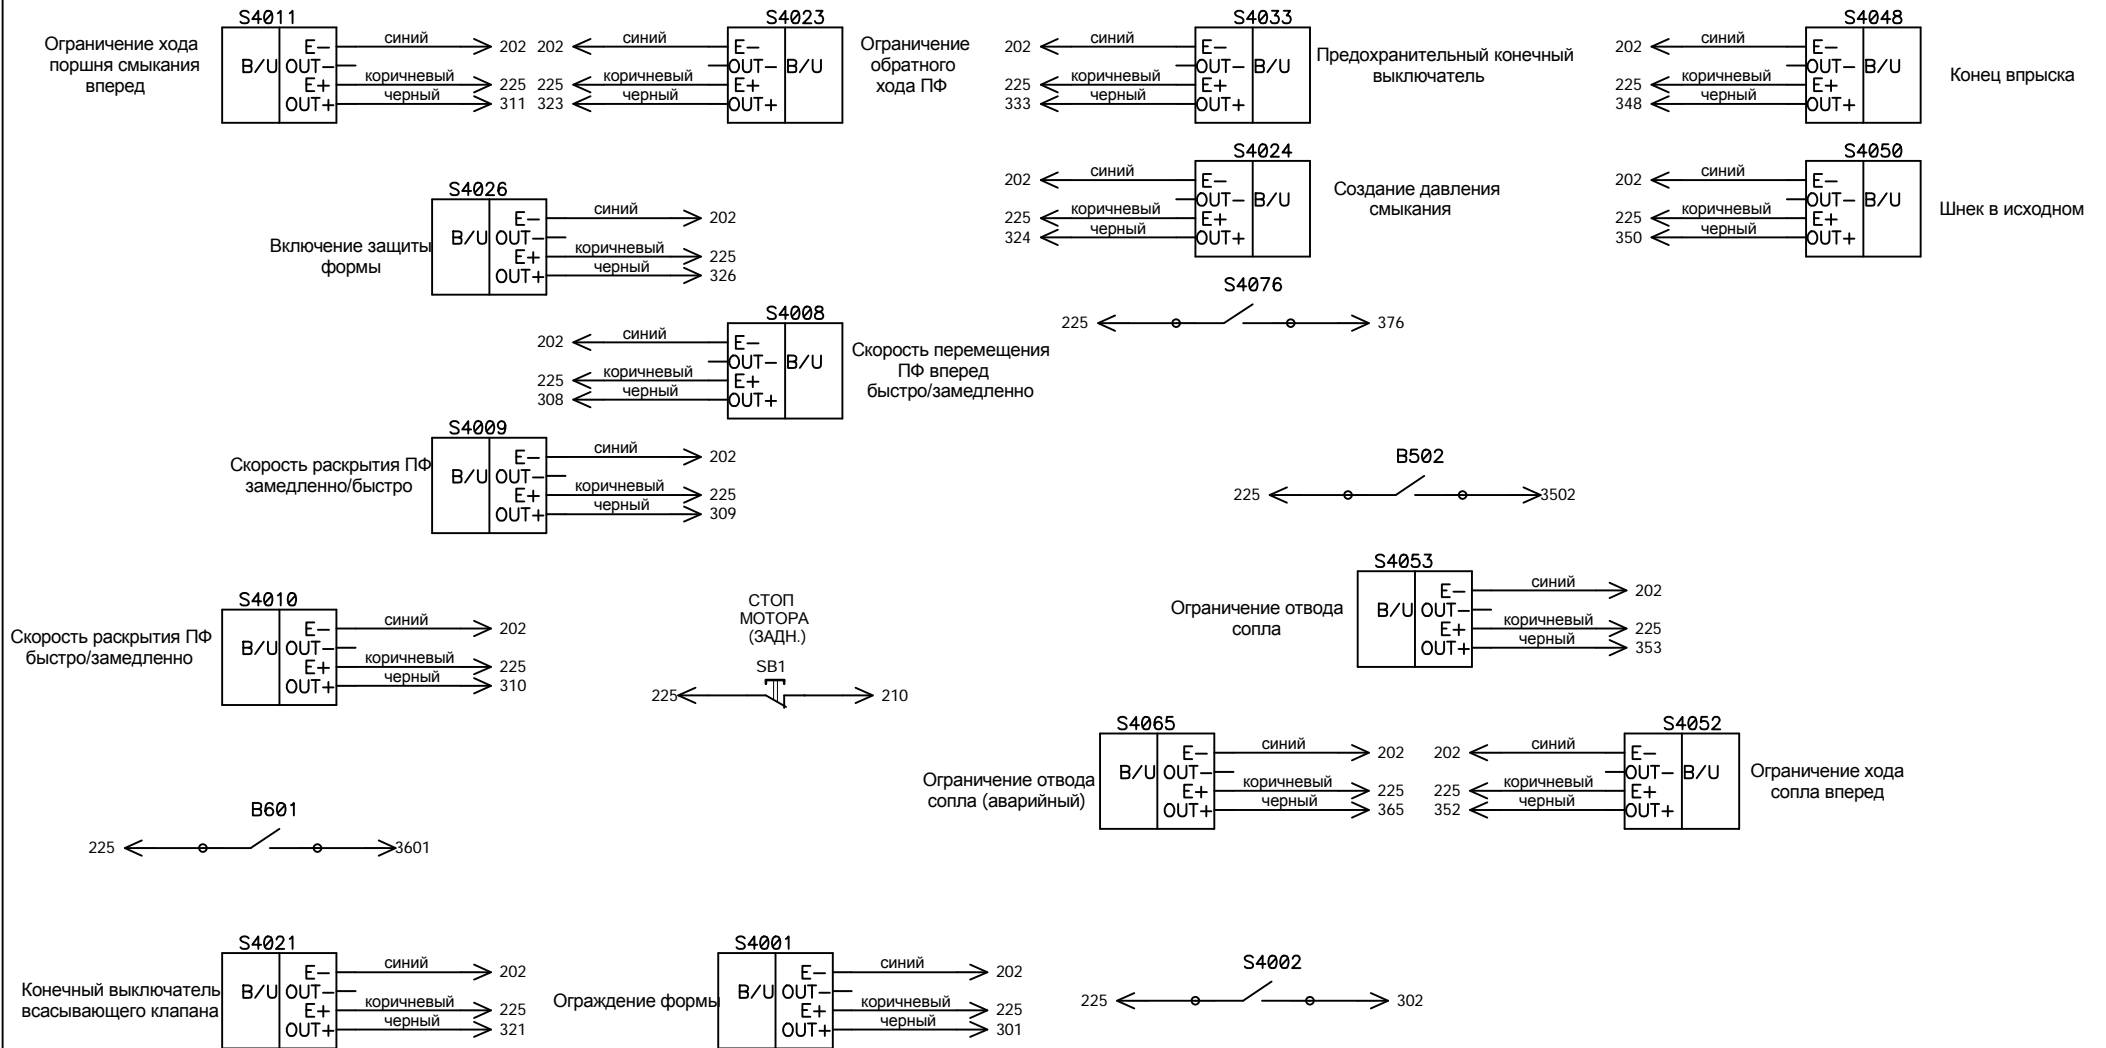 S4011
Ограничение хода
поршня смыкания
вперед
B/U
E-
OUT-
E+
OUT+
синий
коричневый
черный
202
225
311
S4023
202
225
323
синий
коричневый
черный
E-
OUT-
E+
OUT+
B/U
Ограничение
обратного
хода ПФ
S4033
202
225
333
синий
коричневый
черный
E-
OUT-
E+
OUT+
B/U
Предохранительный конечный
выключатель
S4048
202
225
348
синий
коричневый
черный
E-
OUT-
E+
OUT+
B/U
Конец впрыска
S4026
Включение защиты
формы
B/U
E-
OUT-
E+
OUT+
синий
коричневый
черный
202
225
326
S4024
202
225
324
синий
коричневый
черный
E-
OUT-
E+
OUT+
B/U
Создание давления
смыкания
S4050
202
225
350
синий
коричневый
черный
E-
OUT-
E+
OUT+
B/U
Шнек в исходном
S4076
225
376
S4008
202
225
308
синий
коричневый
черный
E-
OUT-
E+
OUT+
B/U
Скорость перемещения
ПФ вперед
быстро/замедленно
S4009
Скорость раскрытия ПФ
замедленно/быстро
B/U
E-
OUT-
E+
OUT+
синий
коричневый
черный
202
225
309
B502
225
3502
S4010
Скорость раскрытия ПФ
быстро/замедленно
B/U
E-
OUT-
E+
OUT+
синий
коричневый
черный
202
225
310
СТОП
МОТОРА
(ЗАДН.)
SB1
225
210
S4053
Ограничение отвода
сопла
B/U
E-
OUT-
E+
OUT+
синий
коричневый
черный
202
225
353
S4065
Ограничение отвода
сопла (аварийный)
B/U
E-
OUT-
E+
OUT+
синий
коричневый
черный
202
225
365
S4052
202
225
352
синий
коричневый
черный
E-
OUT-
E+
OUT+
B/U
Ограничение хода
сопла вперед
B601
225
3601
S4021
Конечный выключатель
всасывающего клапана
B/U
E-
OUT-
E+
OUT+
синий
коричневый
черный
202
225
321
S4001
Ограждение формы
B/U
E-
OUT-
E+
OUT+
синий
коричневый
черный
202
225
301
S4002
225
302